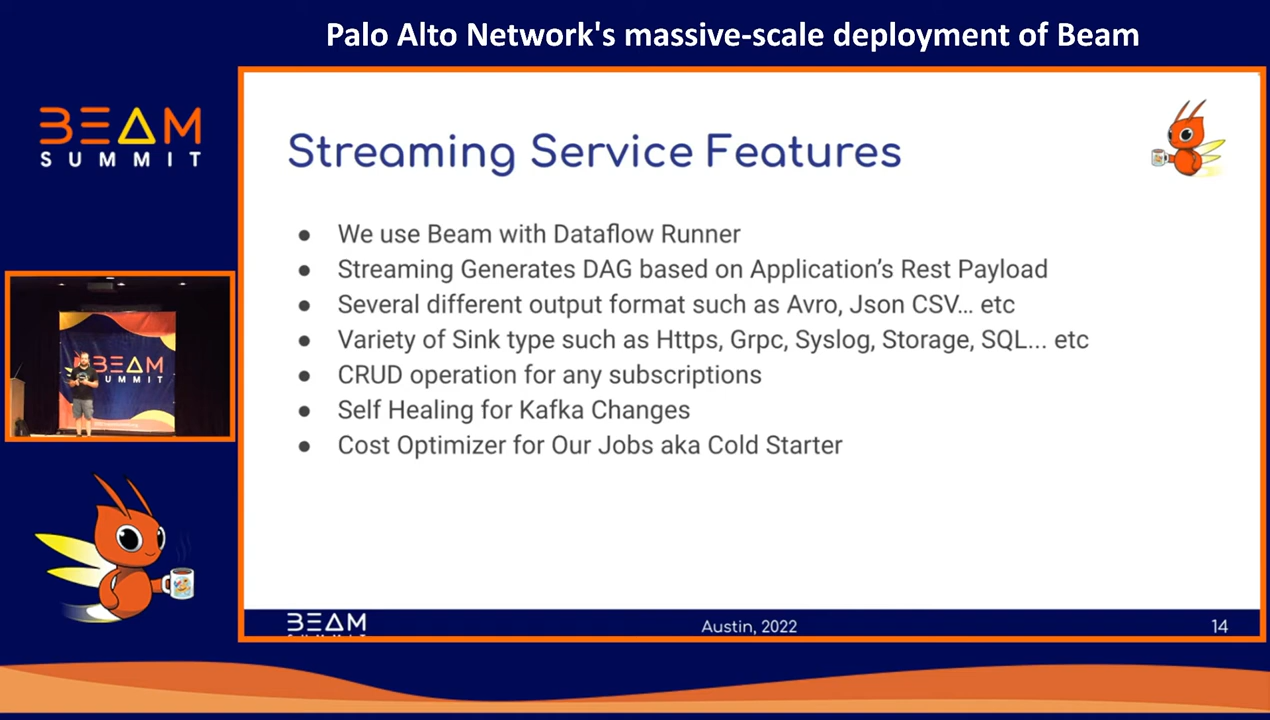 Palo Alto Network's massive-scale deployment of Beam
BEAM
SUMMIT
Streaming Service Features
● We use Beam with Dataflow Runner
● Streaming Generates DAG based on Application’s Rest Payload
● Several different output format such as Avro, Json CSV… etc
● Variety of Sink type such as Https, Grpc, Syslog, Storage, SQL... etc
● CRUD operation for any subscriptions
● Self Healing for Kafka Changes
● Cost Optimizer for Our Jobs aka Cold Starter
BEAM
SUMMIT
BEAM
Austin, 2022
14